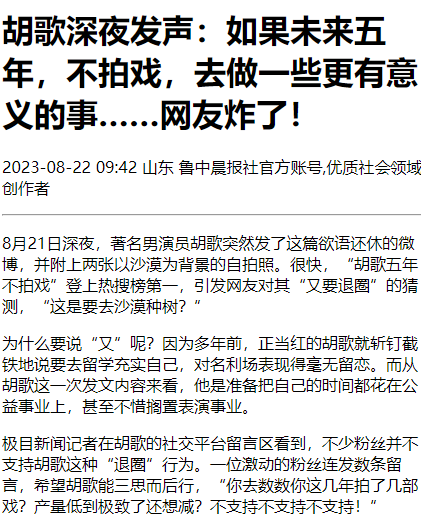 胡歌深夜发声：如果未来五
年，不拍戏，去做一些更有意
义的事……网友炸了！
2023-08-22 09:42 山东 鲁中晨报社官方账号,优质社会领域
创作者
8月21日深夜，著名男演员胡歌突然发了这篇欲语还休的微
博，并附上两张以沙漠为背景的自拍照。很快，“胡歌五年
不拍戏”登上热搜榜第一，引发网友对其“又要退圈”的猜
测，“这是要去沙漠种树？“
为什么要说“又”呢？因为多年前，正当红的胡歌就斩钉截
铁地说要去留学充实自己，对名利场表现得毫无留恋。而从
胡歌这一次发文内容来看，他是准备把自己的时间都花在公
益事业上，甚至不惜搁置表演事业。
极目新闻记者在胡歌的社交平台留言区看到，不少粉丝并不
支持胡歌这种“退圈”行为。一位激动的粉丝连发数条留
言，希望胡歌能三思而后行，“你去数数你这几年拍了几部
戏？产量低到极致了还想减？不支持不支持不支持！“